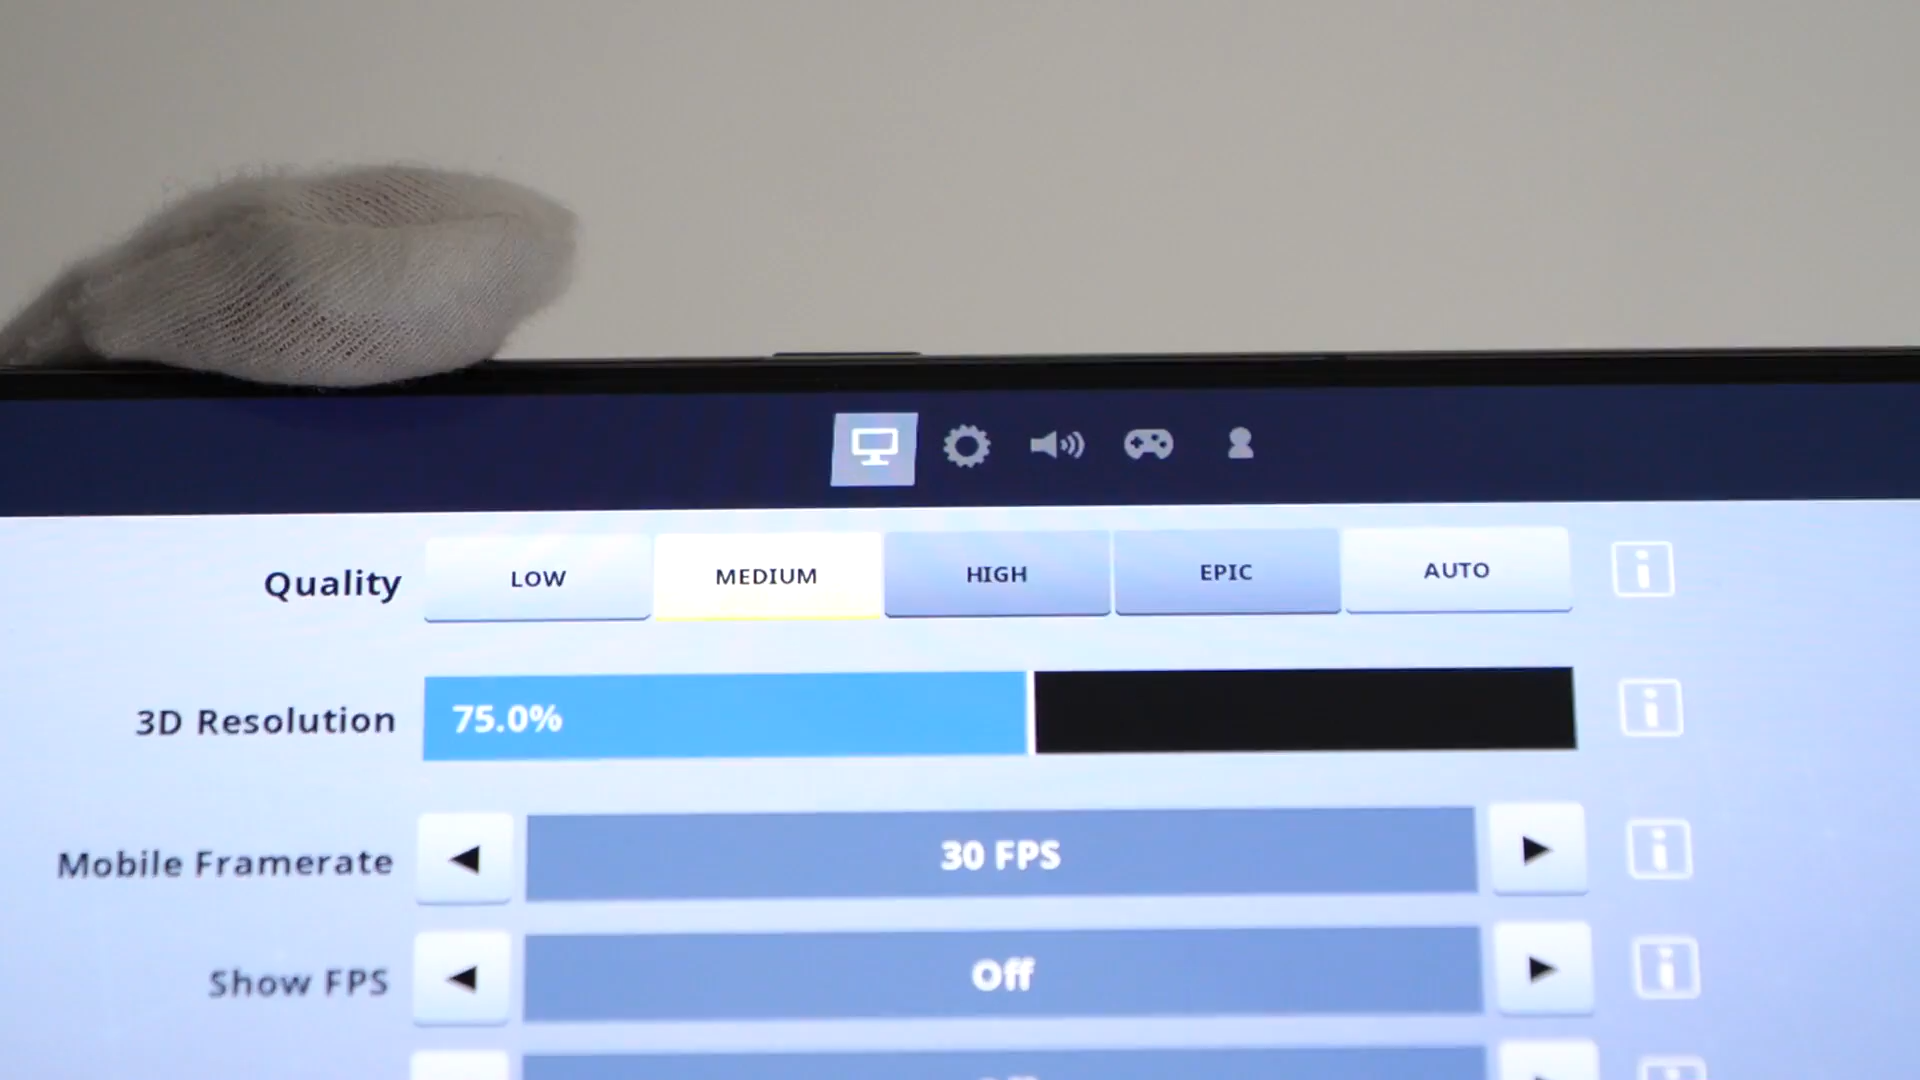 Quality LOW MEDIUM HIGH EPIC AUTO
3D Resolution 75.0%
Mobile Framerate 30 FPS
Show FPS Off